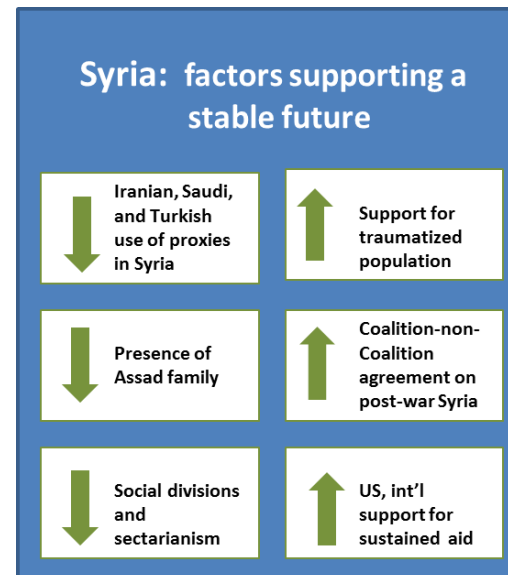 Syria: factors supporting a
stable future
Iranian, Saudi,
and Turkish
use of proxies
in Syria
Support for
traumatized
population
Presence of
Assad family
Coalition-non-
Coalition
agreement on
post-war Syria
Social divisions
and
sectarianism
US, int'l
support for
sustained aid